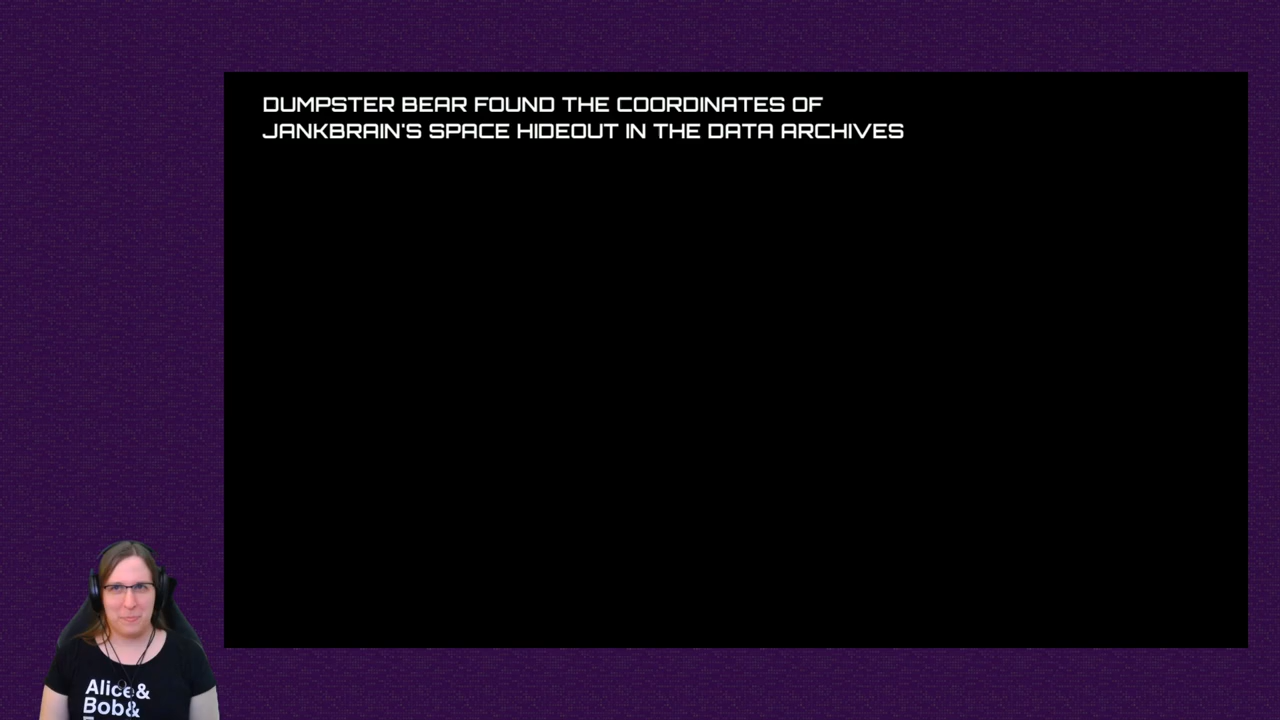 DUMPSTER BEAR FOUND THE COORDINATES OF
JANKBRAIN'S SPACE HIDEOUT IN THE DATA ARCHIVES
Alice&
Bob&